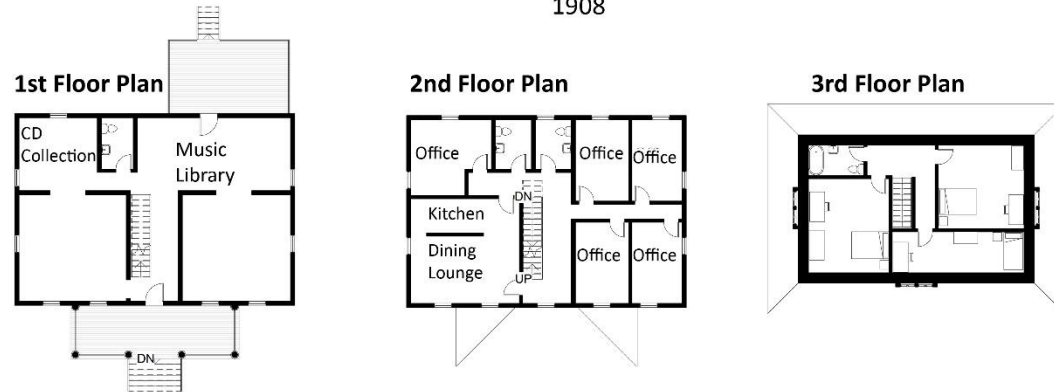 1908
1st Floor Plan
2nd Floor Plan
3rd Floor Plan
CD
Collection
Music
Library
DN
Office
Office
Office
DN
Kitchen
Dining
Lounge
Office
Office
UP